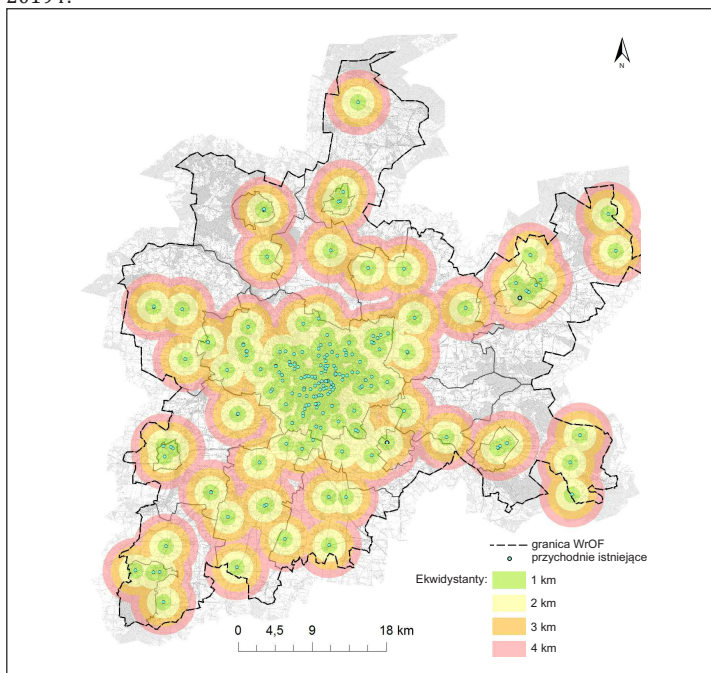 2019 r.
N
granica WrOF
przychodnie istniejące
Ekwidystanty:
1 km
2 km
3 km
4 km
0 4,5 9 18 km